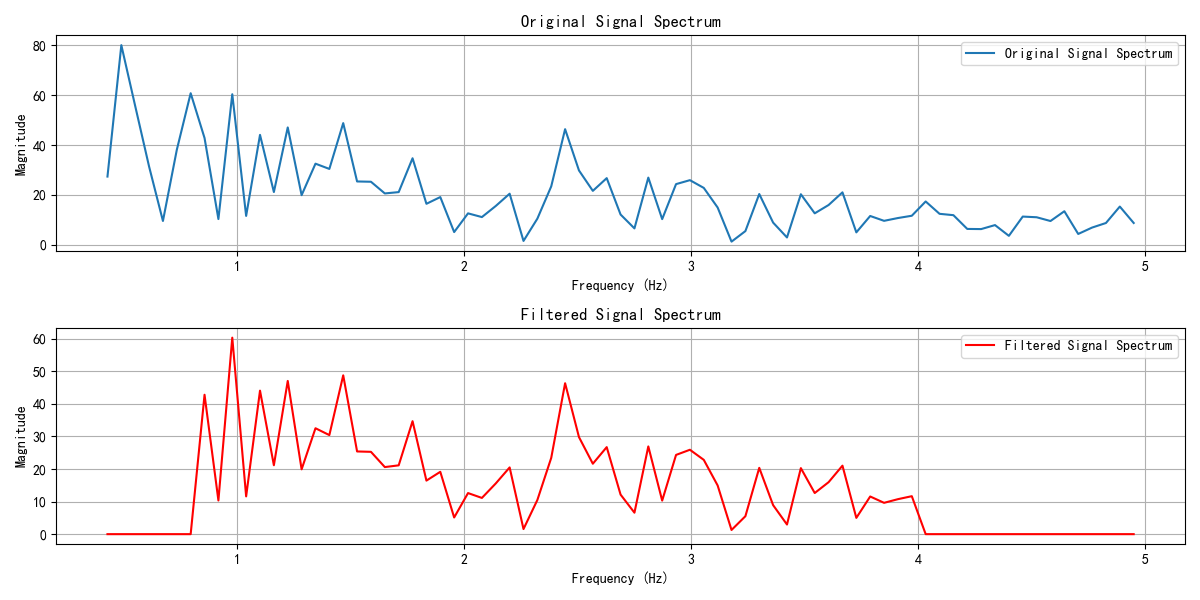 Original Signal Spectrum
Original Signal Spectrum
Magnitude
80
60
40
20
0
1 2 3 4 5
Frequency (Hz)
Filtered Signal Spectrum
Filtered Signal Spectrum
Magnitude
60
50
40
30
20
10
0
1 2 3 4 5
Frequency (Hz)